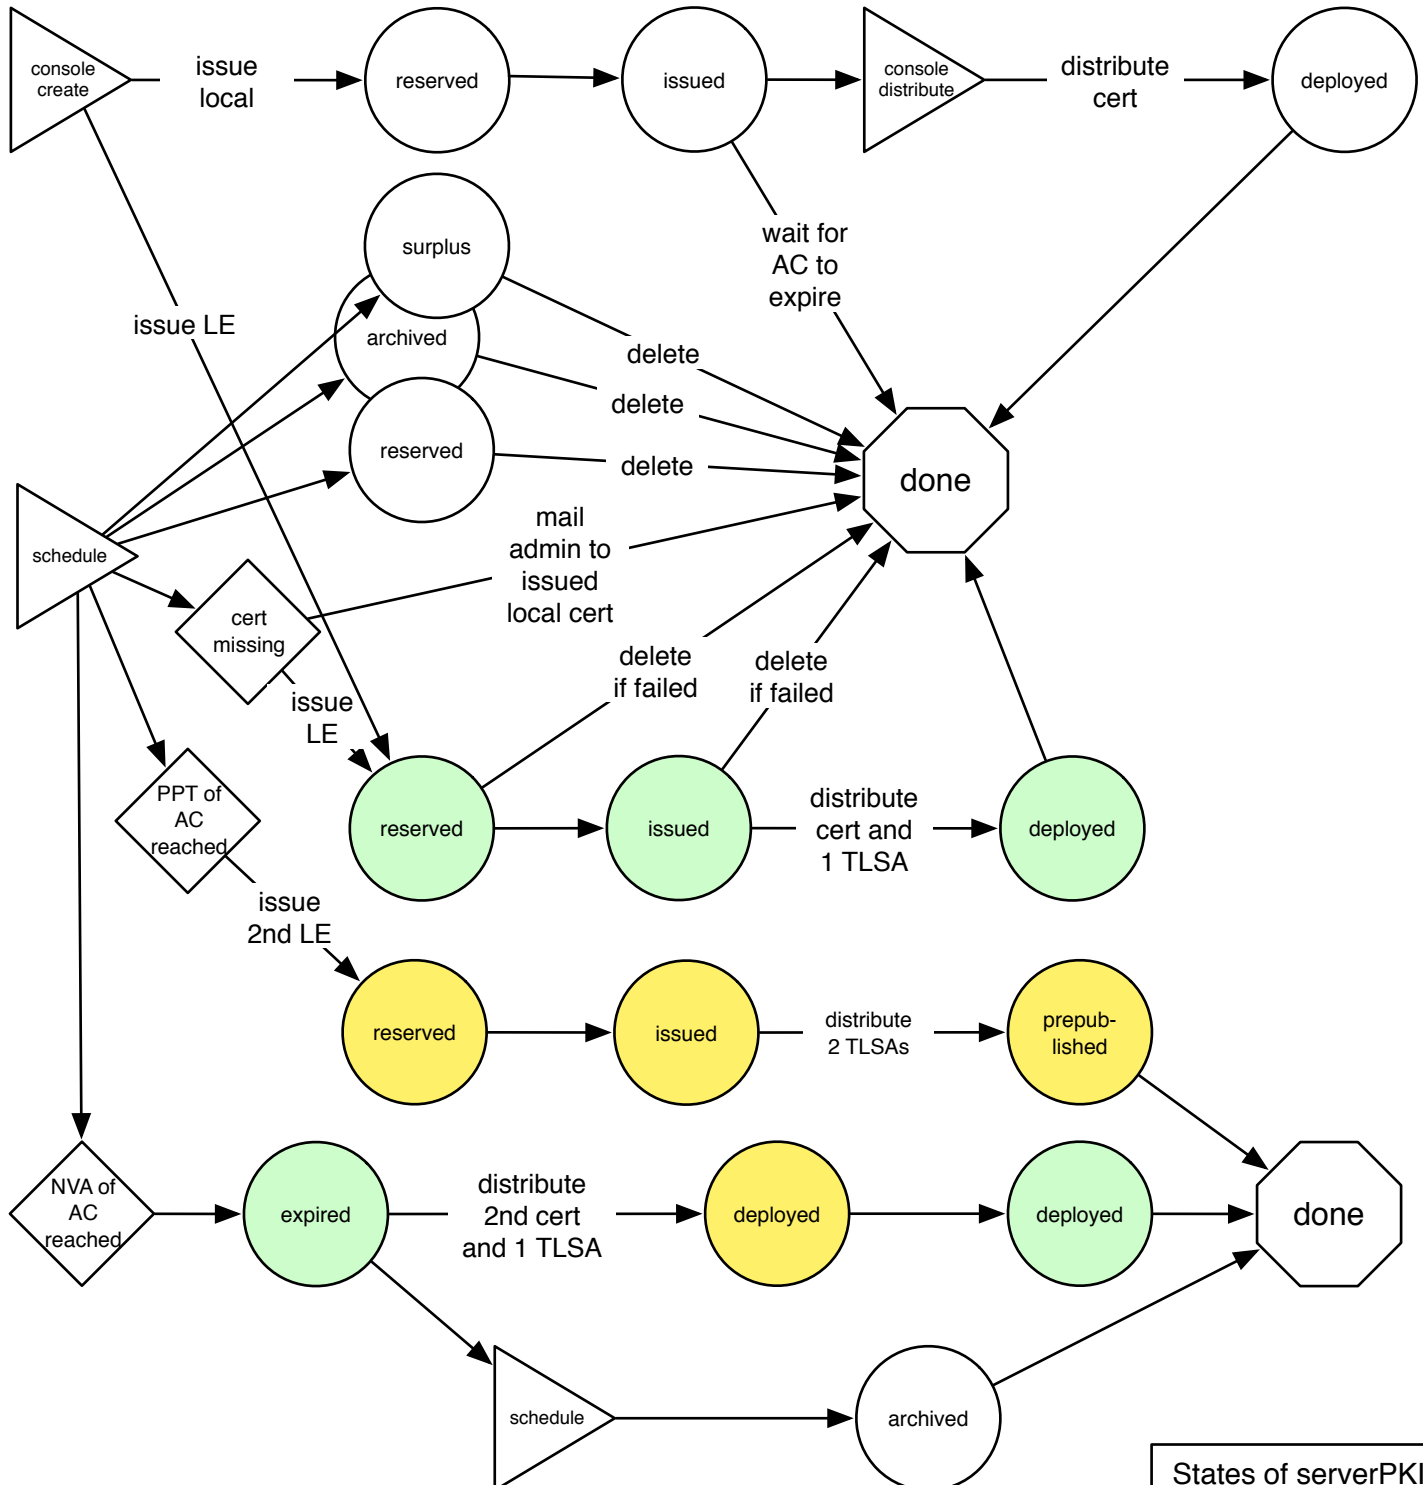 console
create
issue
local
reserved
issued
console
distribute
distribute
cert
deployed
surplus
wait for
AC to
expire
issue LE
archived
delete
delete
reserved
delete
done
mail
admin to
issued
local cert
schedule
cert
missing
delete
if failed
delete
if failed
issue
LE
PPT of
AC
reached
reserved
issued
distribute
cert and
1 TLSA
deployed
issue
2nd LE
reserved
issued
distribute
2 TLSAs
prepub-
lished
NVA of
AC
reached
expired
distribute
2nd cert
and 1 TLSA
deployed
deployed
done
schedule
archived
States of serverPKI